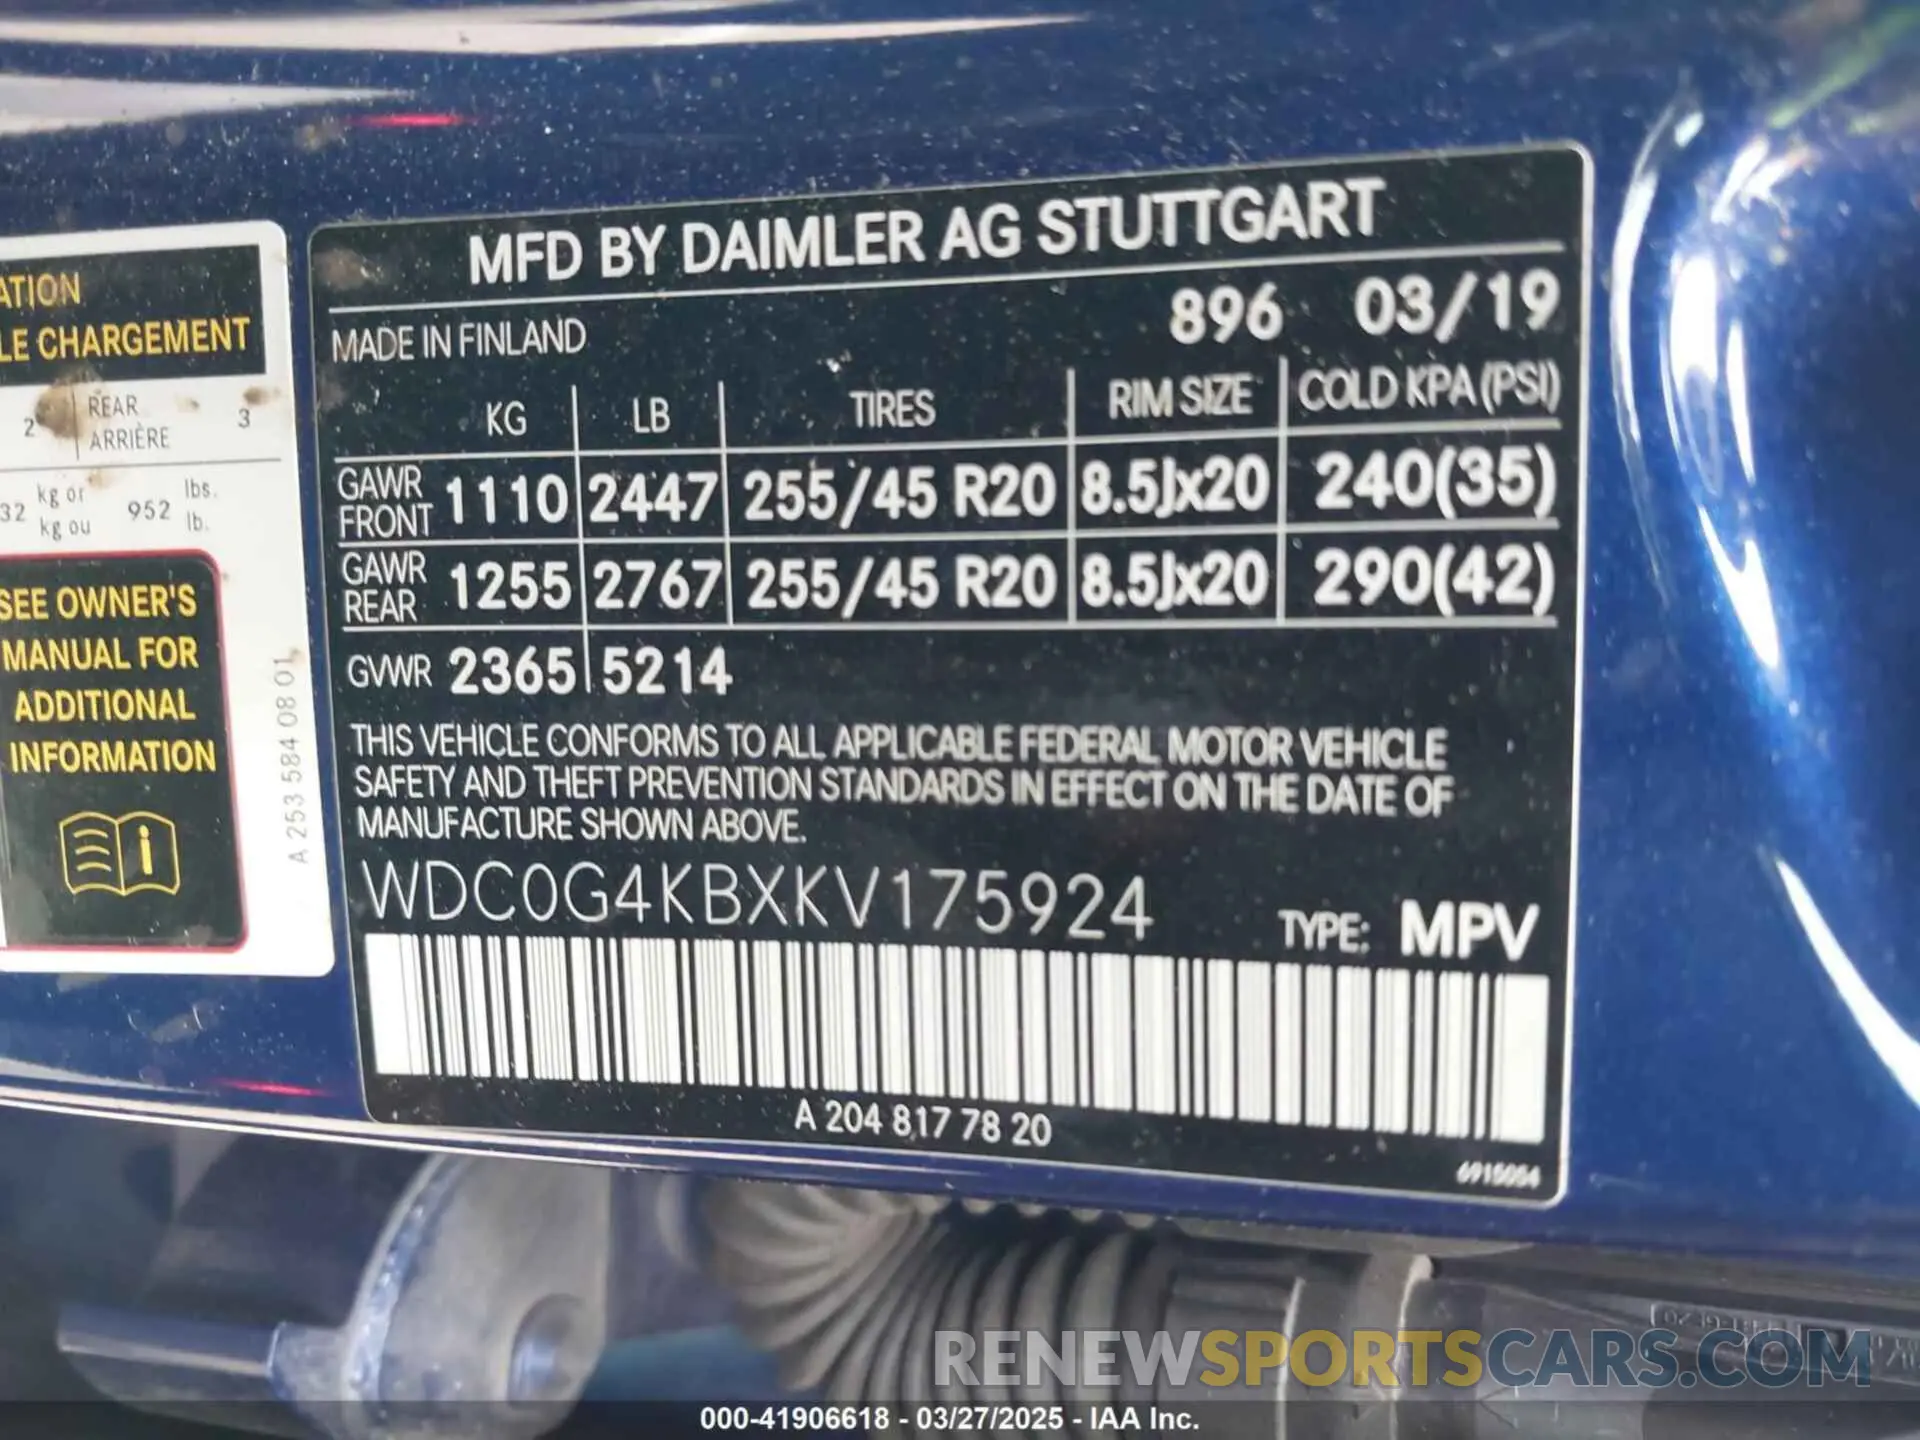 ATION
LE CHARGEMENT
2 REAR 3
ARRIÈRE
32 kg or 952 lbs.
kg ou lb.
SEE OWNER'S
MANUAL FOR
ADDITIONAL
INFORMATION
A 253 584 08 01
MFD BY DAIMLER AG STUTTGART
MADE IN FINLAND 896 03/19
KG LB TIRES RIM SIZE COLD KPA (PSI)
GAWR FRONT 1110 2447 255/45 R20 8.5Jx20 240(35)
GAWR REAR 1255 2767 255/45 R20 8.5Jx20 290(42)
GVWR 2365 5214
THIS VEHICLE CONFORMS TO ALL APPLICABLE FEDERAL MOTOR VEHICLE
SAFETY AND THEFT PREVENTION STANDARDS IN EFFECT ON THE DATE OF
MANUFACTURE SHOWN ABOVE.
WDC0G4KBXKV175924 TYPE: MPV
A 204 817 78 20
6915054
RENEWSPORTSCARS.COM
000-41906618 - 03/27/2025 - IAA Inc.